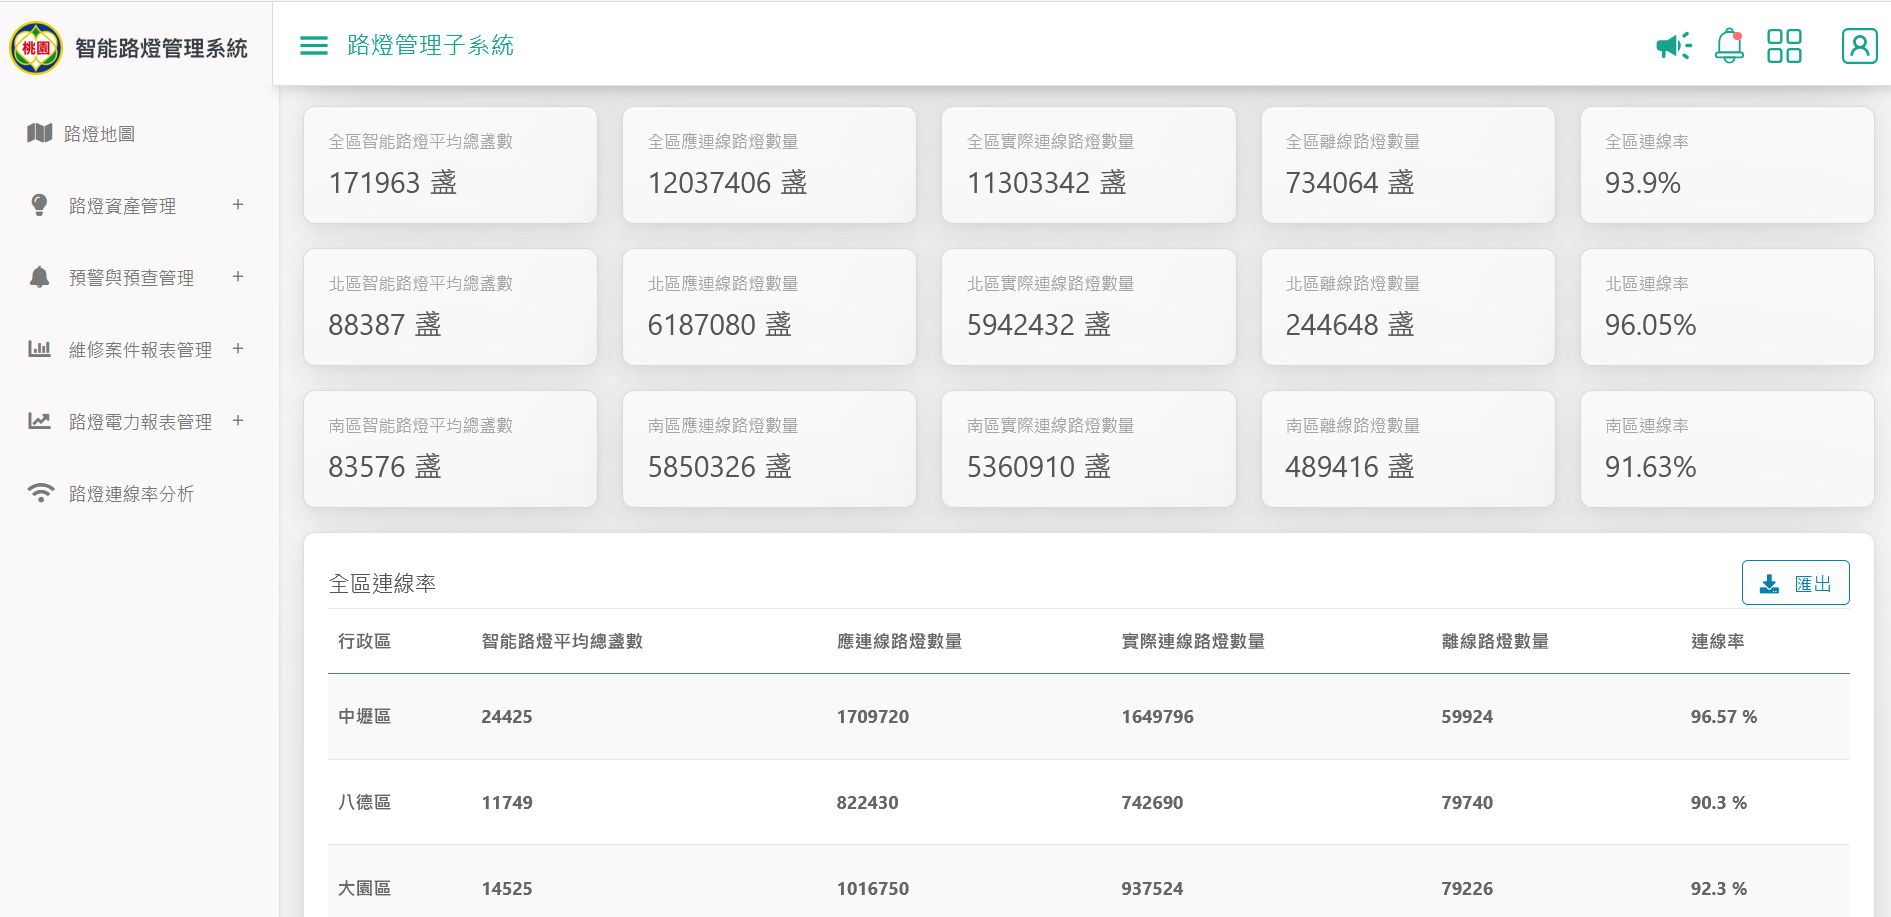 桃園
智能路燈管理系統
路燈管理子系統
路燈地圖
路燈資產管理 +
預警與預查管理 +
維修案件報表管理 +
路燈電力報表管理 +
路燈連線率分析
全區智能路燈平均總盞數
171963 盞
全區應連線路燈數量
12037406 盞
全區實際連線路燈數量
11303342 盞
全區離線路燈數量
734064 盞
全區連線率
93.9%
北區智能路燈平均總盞數
88387 盞
北區應連線路燈數量
6187080 盞
北區實際連線路燈數量
5942432 盞
北區離線路燈數量
244648 盞
北區連線率
96.05%
南區智能路燈平均總盞數
83576 盞
南區應連線路燈數量
5850326 盞
南區實際連線路燈數量
5360910 盞
南區離線路燈數量
489416 盞
南區連線率
91.63%
全區連線率
匯出
行政區 智能路燈平均總盞數 應連線路燈數量 實際連線路燈數量 離線路燈數量 連線率
中壢區 24425 1709720 1649796 59924 96.57 %
八德區 11749 822430 742690 79740 90.3 %
大園區 14525 1016750 937524 79226 92.3 %